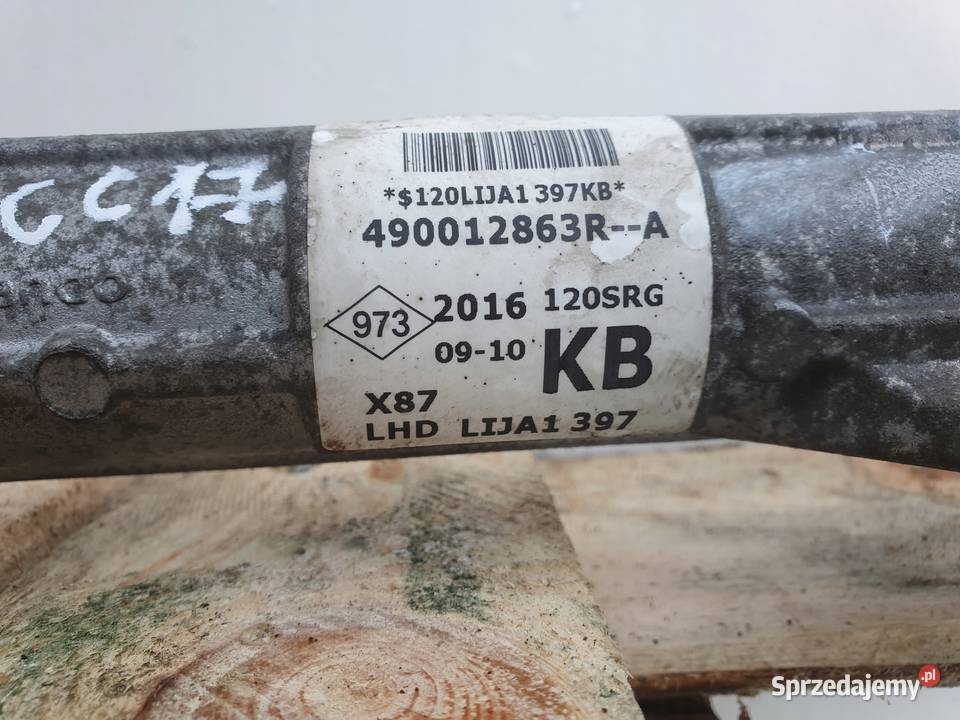 CC17
*$120LIJA1 397KB*
490012863R--A
973
2016 120SRG
09-10 KB
X87
LHD LIJA1 397
Sprzedajemy.pl